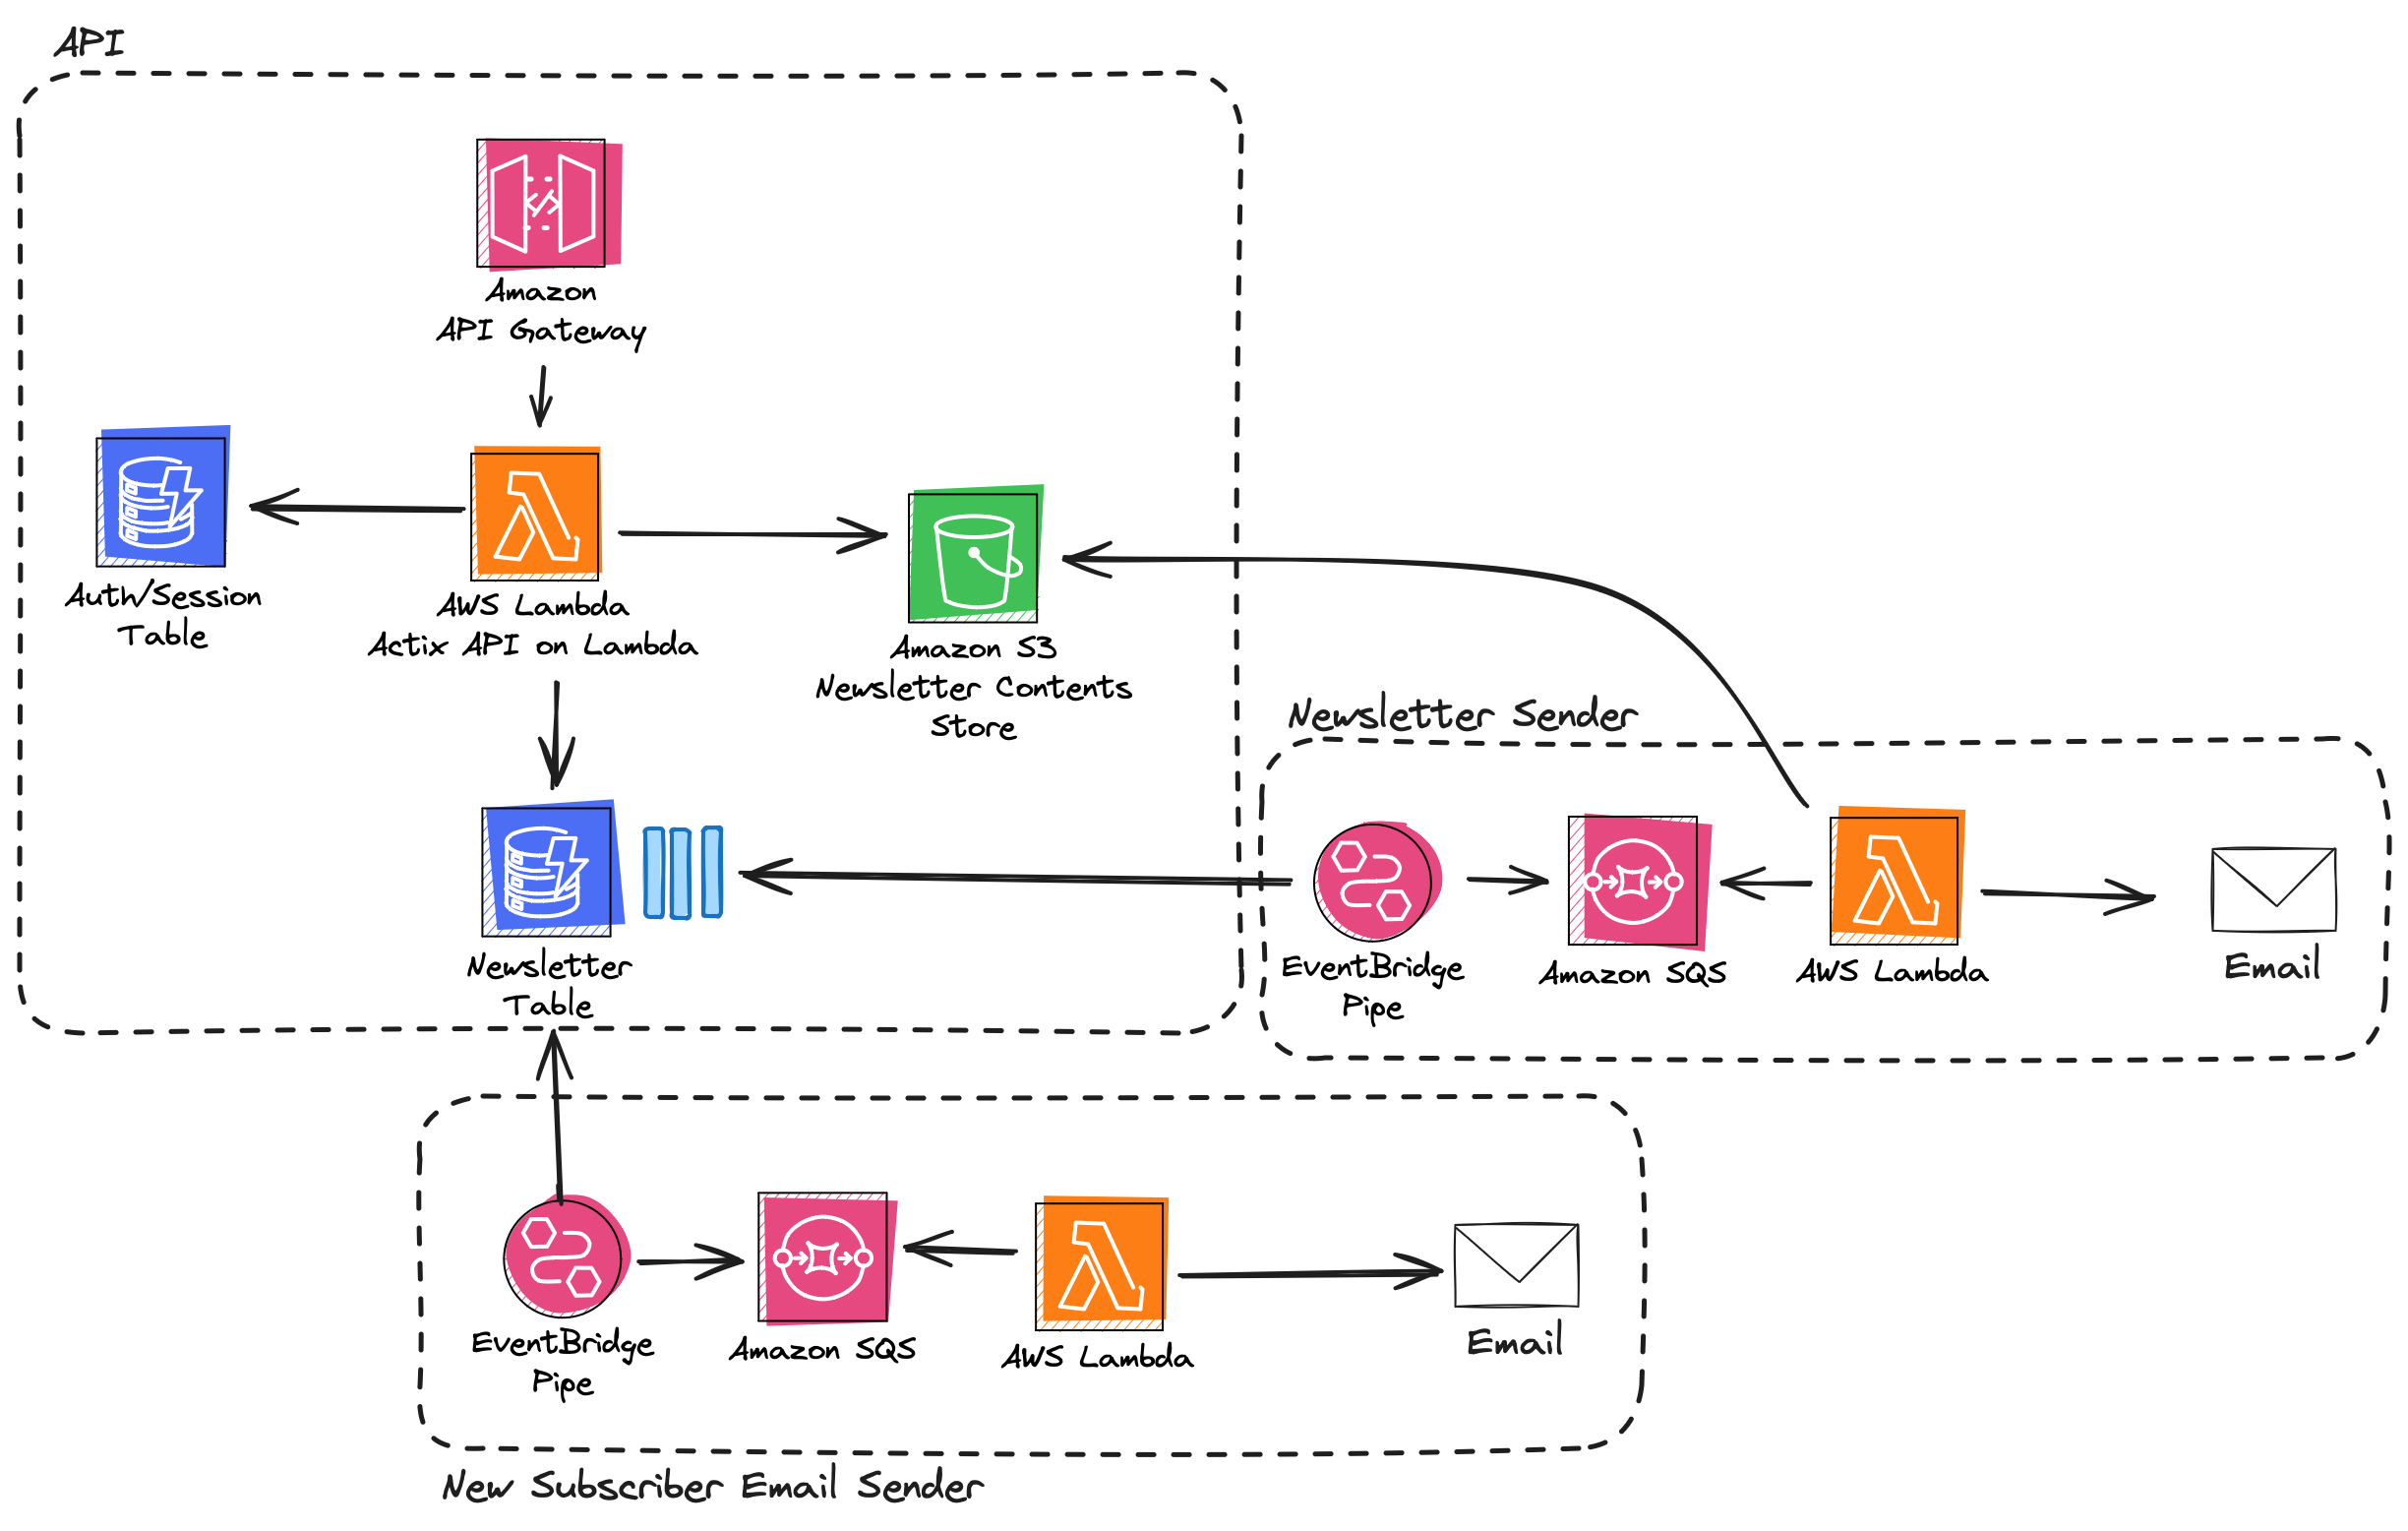 API
Amazon
API Gateway
Auth/Session
Table
AWS Lambda
Actix API on Lambda
Amazon S3
Newsletter Contents
Store
Newsletter
Table
Newsletter Sender
EventBridge
Pipe
Amazon SQS
AWS Lambda
Email
EventBridge
Pipe
Amazon SQS
AWS Lambda
Email
New Subscriber Email Sender